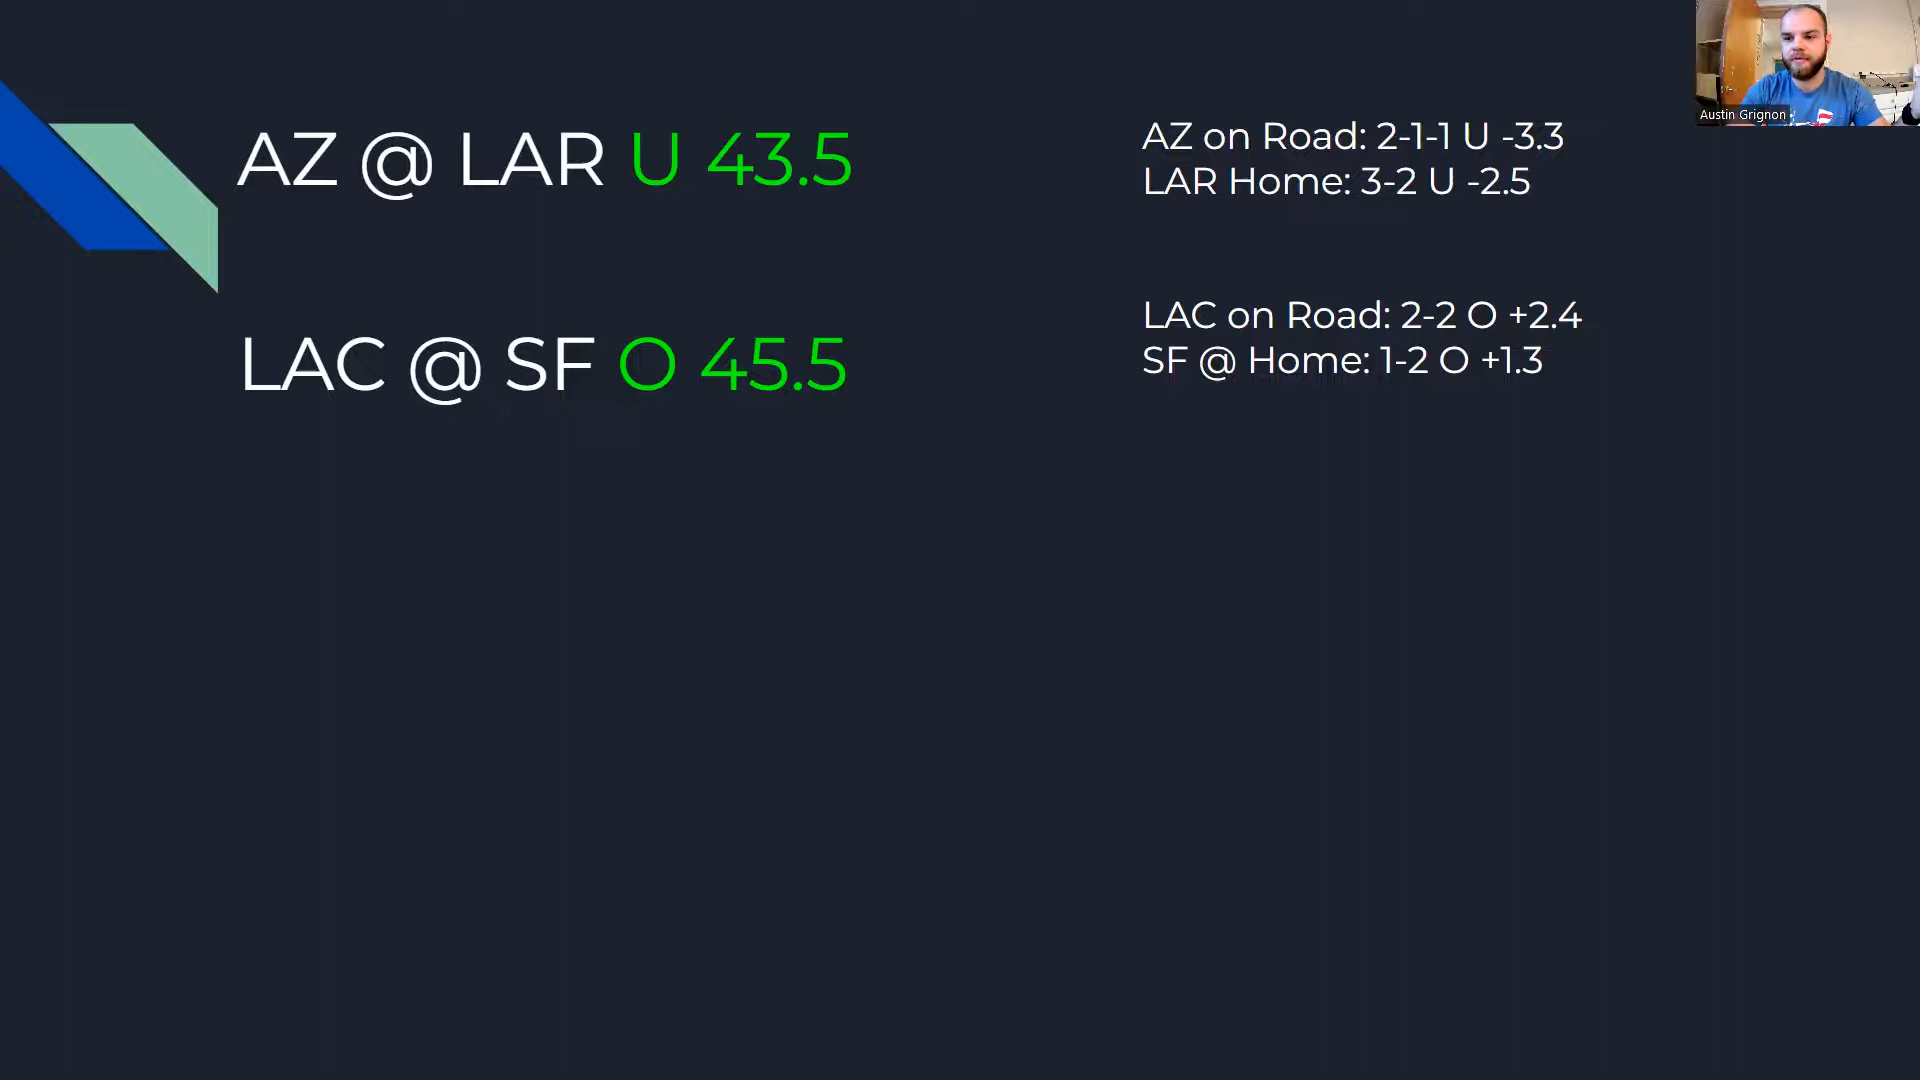 AZ @ LAR U 43.5
AZ on Road: 2-1-1 U -3.3
LAR Home: 3-2 U -2.5
LAC @ SF O 45.5
LAC on Road: 2-2 O +2.4
SF @ Home: 1-2 O +1.3
Austin Grignon